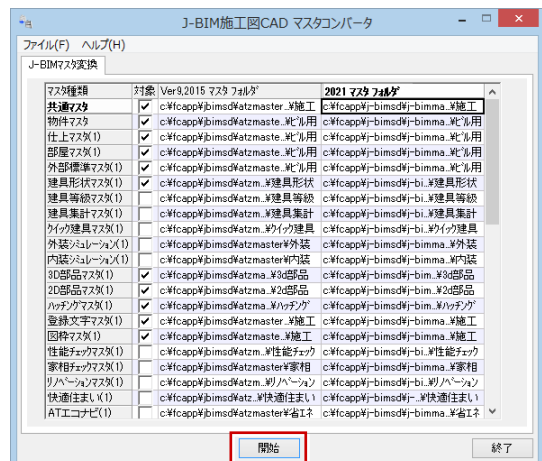 J-BIM施工図CAD マスタコンバータ
ファイル(F) ヘルプ(H)
J-BIMマスタ変換
マスタ種類 対象 Ver9,2015 マスタ フォルダ 2021 マスタ フォルダ
共通マスタ c:¥fcapp¥jbimsd¥atzmaster..¥施工 c:¥fcapp¥j-bimsd¥j-bimma..¥施工
物件マスタ c:¥fcapp¥jbimsd¥atzmaste..¥ビル用 c:¥fcapp¥j-bimsd¥j-bimma..¥ビル用
仕上マスタ(1) c:¥fcapp¥jbimsd¥atzmaste..¥ビル用 c:¥fcapp¥j-bimsd¥j-bimma..¥ビル用
部屋マスタ(1) c:¥fcapp¥jbimsd¥atzmaste..¥ビル用 c:¥fcapp¥j-bimsd¥j-bimma..¥ビル用
外部標準マスタ(1) c:¥fcapp¥jbimsd¥atzmaste..¥ビル用 c:¥fcapp¥j-bimsd¥j-bimma..¥ビル用
建具形状マスタ(1) c:¥fcapp¥jbimsd¥atzm..¥建具形状 c:¥fcapp¥j-bimsd¥j-bi..¥建具形状
建具等級マスタ(1) c:¥fcapp¥jbimsd¥atzm..¥建具等級 c:¥fcapp¥j-bimsd¥j-bi..¥建具等級
建具集計マスタ(1) c:¥fcapp¥jbimsd¥atzm..¥建具集計 c:¥fcapp¥j-bimsd¥j-bi..¥建具集計
クイック建具マスタ(1) c:¥fcapp¥jbimsd¥atzm..¥クイック建具 c:¥fcapp¥j-bimsd¥j-bi..¥クイック建具
外装シミュレーション(1) c:¥fcapp¥jbimsd¥atzmaster¥外装 c:¥fcapp¥j-bimsd¥j-bimma..¥外装
内装シミュレーション(1) c:¥fcapp¥jbimsd¥atzmaster¥内装 c:¥fcapp¥j-bimsd¥j-bimma..¥内装
3D部品マスタ(1) c:¥fcapp¥jbimsd¥atzma..¥3d部品 c:¥fcapp¥j-bimsd¥j-bim..¥3d部品
2D部品マスタ(1) c:¥fcapp¥jbimsd¥atzma..¥2d部品 c:¥fcapp¥j-bimsd¥j-bim..¥2d部品
ハッチングマスタ(1) c:¥fcapp¥jbimsd¥atzma..¥ハッチング c:¥fcapp¥j-bimsd¥j-bim..¥ハッチング
登録文字マスタ(1) c:¥fcapp¥jbimsd¥atzmaster..¥施工 c:¥fcapp¥j-bimsd¥j-bimma..¥施工
図枠マスタ(1) c:¥fcapp¥jbimsd¥atzmaster..¥施工 c:¥fcapp¥j-bimsd¥j-bimma..¥施工
性能チェックマスタ(1) c:¥fcapp¥jbimsd¥atzm..¥性能チェック c:¥fcapp¥j-bimsd¥j-bi..¥性能チェック
家相チェックマスタ(1) c:¥fcapp¥jbimsd¥atzmaster¥家相 c:¥fcapp¥j-bimsd¥j-bimma..¥家相
リノベーションマスタ(1) c:¥fcapp¥jbimsd¥atzm..¥リノベーション c:¥fcapp¥j-bimsd¥j-bi..¥リノベーション
快適住まい(1) c:¥fcapp¥jbimsd¥atz..¥快適住まい c:¥fcapp¥j-bimsd¥j-..¥快適住まい
ATエコナビ(1) c:¥fcapp¥jbimsd¥atzmaster¥省エネ c:¥fcapp¥j-bimsd¥j-bimma..¥省エネ
開始 終了